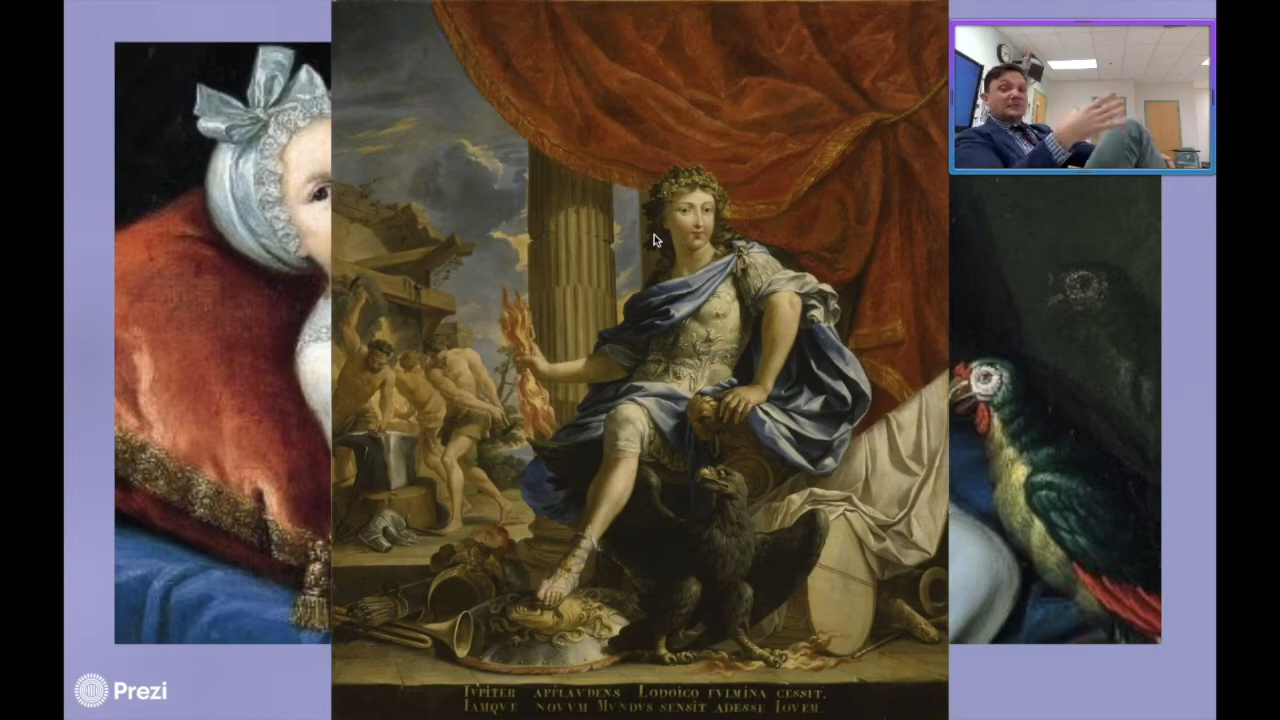 IVPITER APPLAVDENS LODOICO FVLMINA CESSIT,
IAMQVE NOVVM MVNDVS SENSIT ADESSE IOVEM.
Prezi